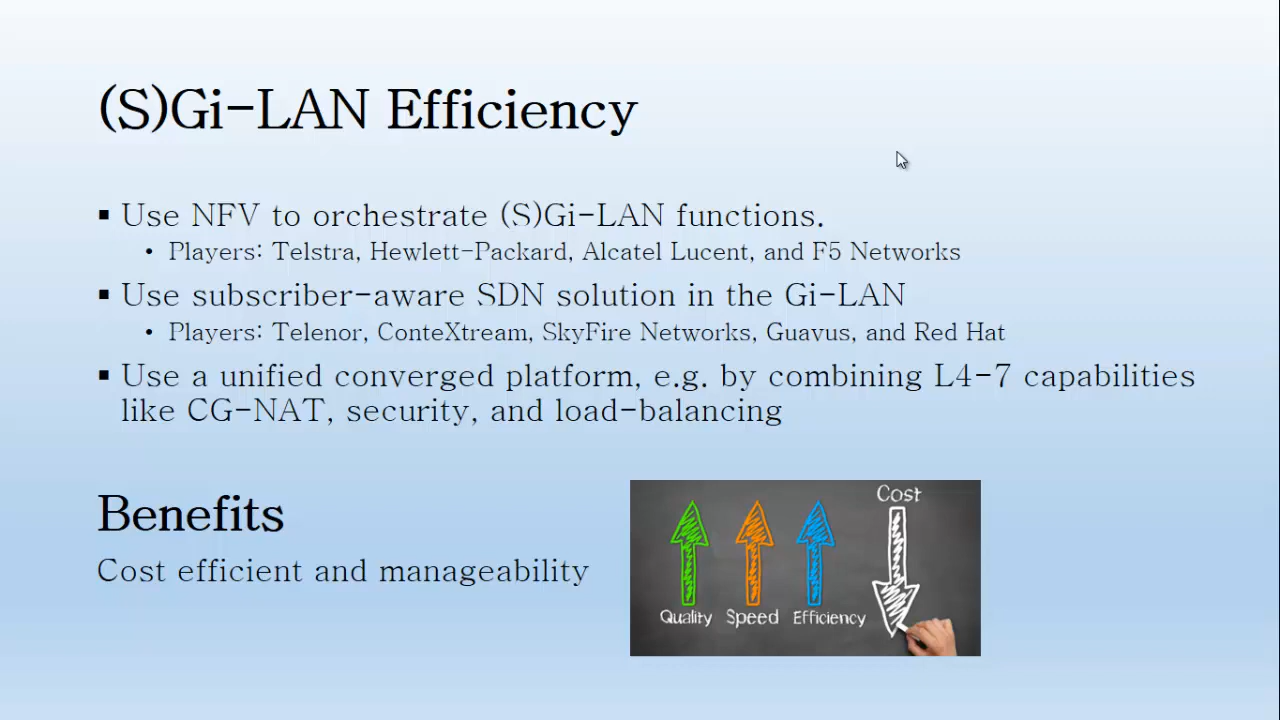 (S)Gi-LAN Efficiency
▪ Use NFV to orchestrate (S)Gi-LAN functions.
• Players: Telstra, Hewlett-Packard, Alcatel Lucent, and F5 Networks
▪ Use subscriber-aware SDN solution in the Gi-LAN
• Players: Telenor, ConteXtream, SkyFire Networks, Guavus, and Red Hat
▪ Use a unified converged platform, e.g. by combining L4-7 capabilities
like CG-NAT, security, and load-balancing
Benefits
Cost efficient and manageability
Cost
Quality Speed Efficiency